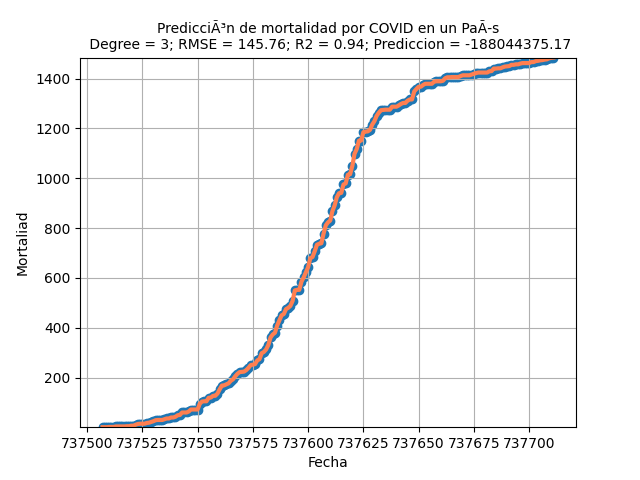 PredicciÃ³n de mortalidad por COVID en un PaÃ-s
Degree = 3; RMSE = 145.76; R2 = 0.94; Prediccion = -188044375.17
1400
1200
1000
800
600
400
200
Mortaliad
737500 737525 737550 737575 737600 737625 737650 737675 737700
Fecha